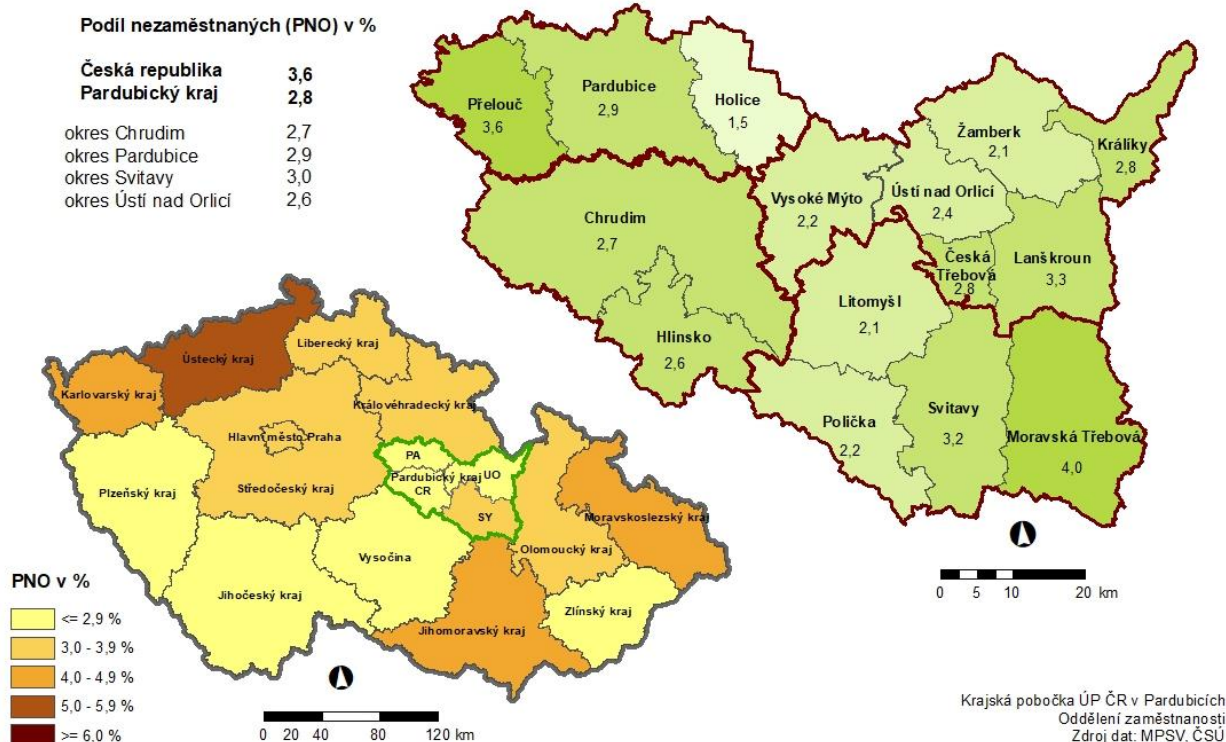 Podíl nezaměstnaných (PNO) v %
Česká republika 3,6
Pardubický kraj 2,8
okres Chrudim 2,7
okres Pardubice 2,9
okres Svitavy 3,0
okres Ústí nad Orlicí 2,6
Přelouč
3,6
Pardubice
2,9
Holice
1,5
Žamberk
2,1
Králíky
2,8
Vysoké Mýto
2,2
Ústí nad Orlicí
2,4
Chrudim
2,7
Česká
Třebová
2,8
Lanškroun
3,3
Litomyšl
2,1
Hlinsko
2,6
Polička
2,2
Svitavy
3,2
Moravská Třebová
4,0
0 5 10 20 km
Ústecký kraj
Liberecký kraj
Karlovarský kraj
Královéhradecký kraj
Hlavní město Praha
PA
Pardubický kraj
UO
CR
Plzeňský kraj
Středočeský kraj
SY
Moravskoslezský kraj
Vysočina
Olomoucký kraj
Jihočeský kraj
Zlínský kraj
Jihomoravský kraj
PNO v %
<= 2,9 %
3,0 - 3,9 %
4,0 - 4,9 %
5,0 - 5,9 %
>= 6,0 %
0 20 40 80 120 km
Krajská pobočka ÚP ČR v Pardubicích
Oddělení zaměstnanosti
Zdroj dat: MPSV, ČSÚ